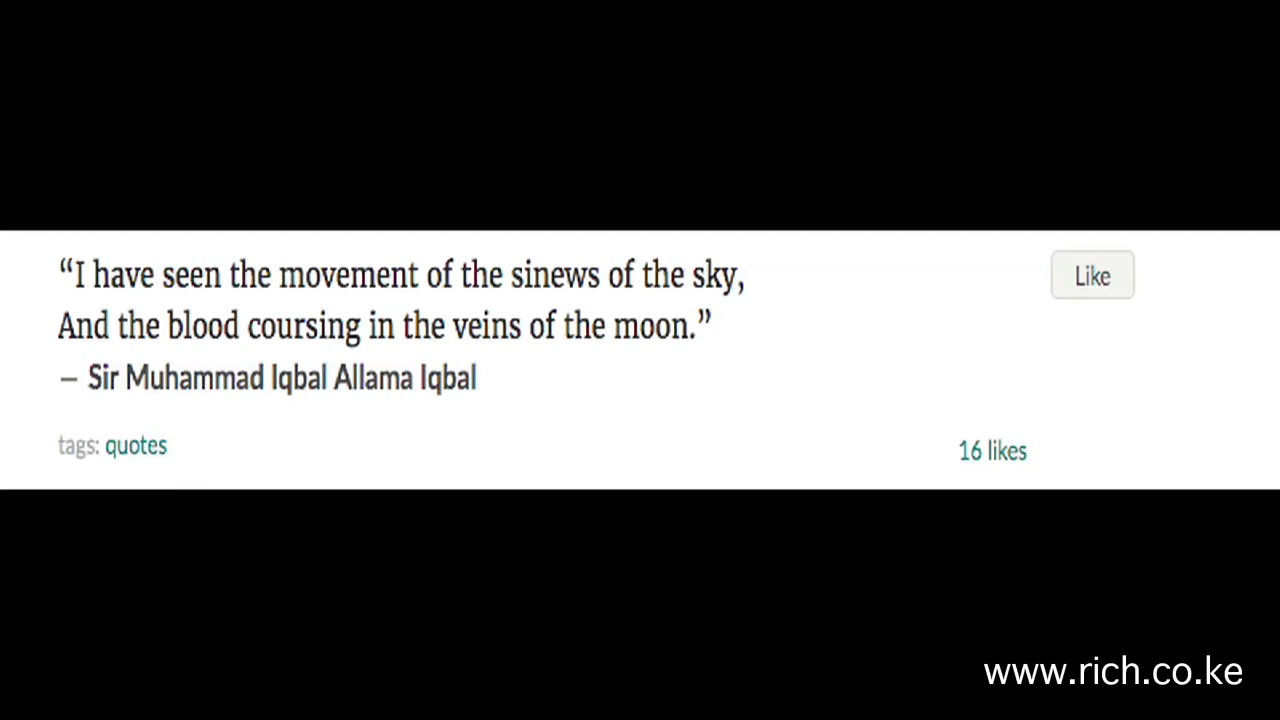 “I have seen the movement of the sinews of the sky,
Like
And the blood coursing in the veins of the moon.”
― Sir Muhammad Iqbal Allama Iqbal
tags: quotes
16 likes
www.rich.co.ke